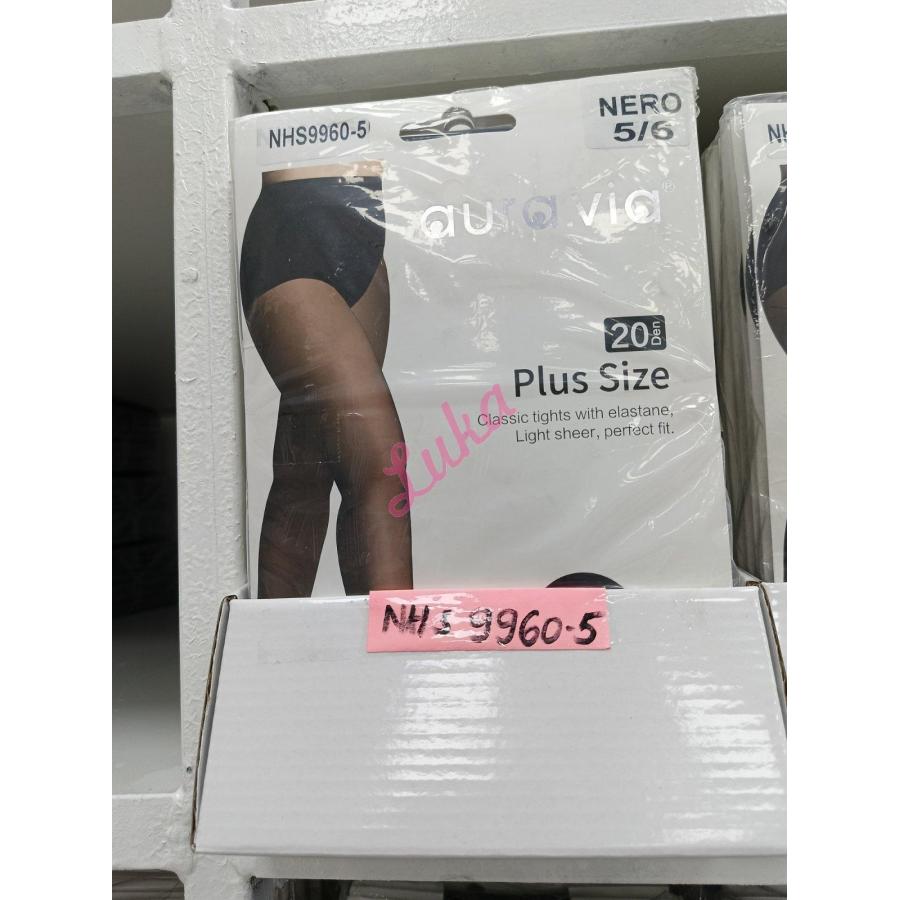 NHS9960-5
NERO
5/6
aura.via®
20 Den
Plus Size
Classic tights with elastane,
Light sheer, perfect fit.
Luka
NHS 9960-5
NH